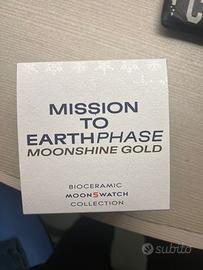 MISSION
TO
EARTHPHASE
MOONSHINE GOLD
BIOCERAMIC
MOONSWATCH
COLLECTION
subito